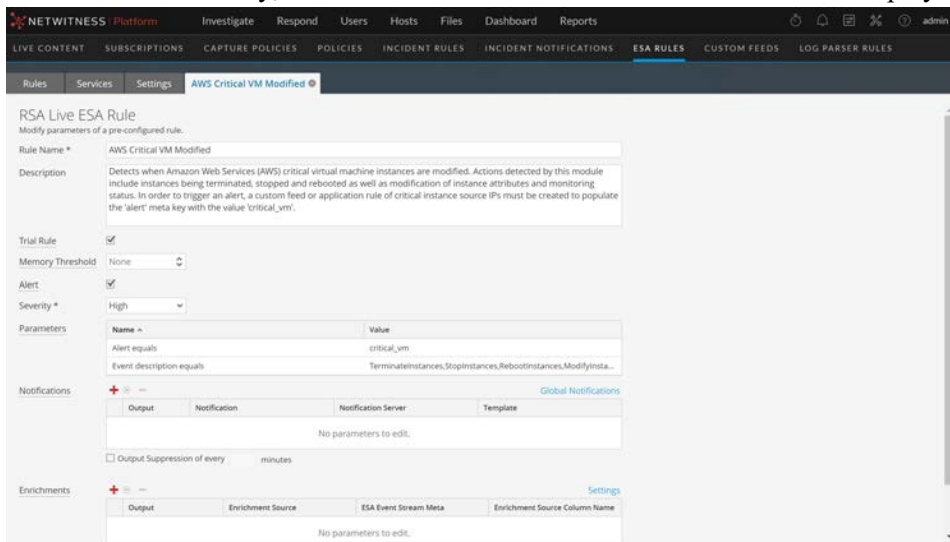 NETWITNESS Platform Investigate Respond Users Hosts Files Dashboard Reports admin
LIVE CONTENT SUBSCRIPTIONS CAPTURE POLICIES POLICIES INCIDENT RULES INCIDENT NOTIFICATIONS ESA RULES CUSTOM FEEDS LOG PARSER RULES
Rules Services Settings AWS Critical VM Modified
RSA Live ESA Rule
Modify parameters of a pre-configured rule.
Rule Name * AWS Critical VM Modified
Description Detects when Amazon Web Services (AWS) critical virtual machine instances are modified. Actions detected by this module
include instances being terminated, stopped and rebooted as well as modification of instance attributes and monitoring
status. In order to trigger an alert, a custom feed or application rule of critical instance source IPs must be created to populate
the 'alert' meta key with the value 'critical_vm'.
Trial Rule
Memory Threshold None
Alert
Severity * High
Parameters Name Value
Alert equals critical_vm
Event description equals TerminateInstances,StopInstances,RebootInstances,ModifyInsta...
Notifications Global Notifications
Output Notification Notification Server Template
No parameters to edit.
Output Suppression of every minutes
Enrichments Settings
Output Enrichment Source ESA Event Stream Meta Enrichment Source Column Name
No parameters to edit.